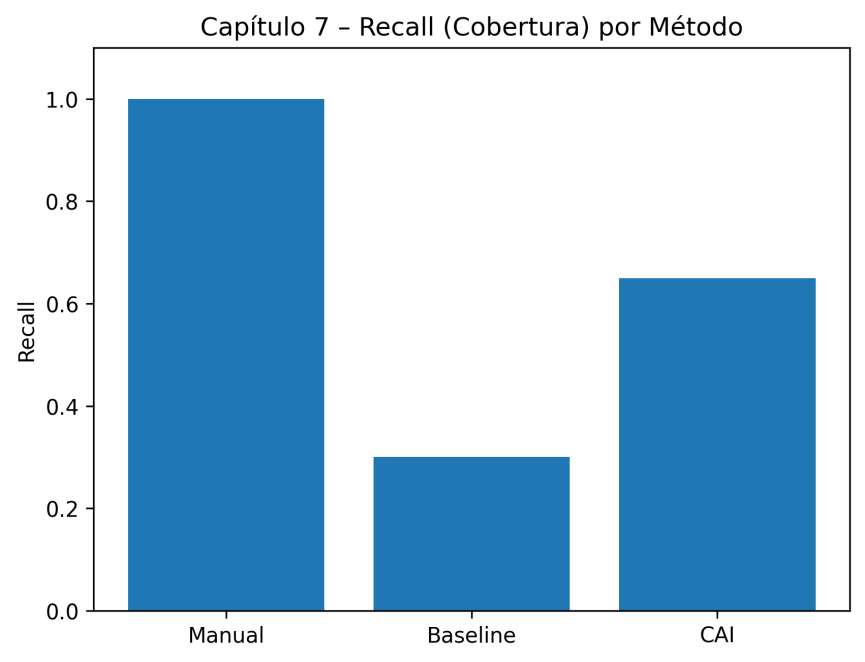 Capítulo 7 – Recall (Cobertura) por Método
Recall
1.0
0.8
0.6
0.4
0.2
0.0
Manual
Baseline
CAI